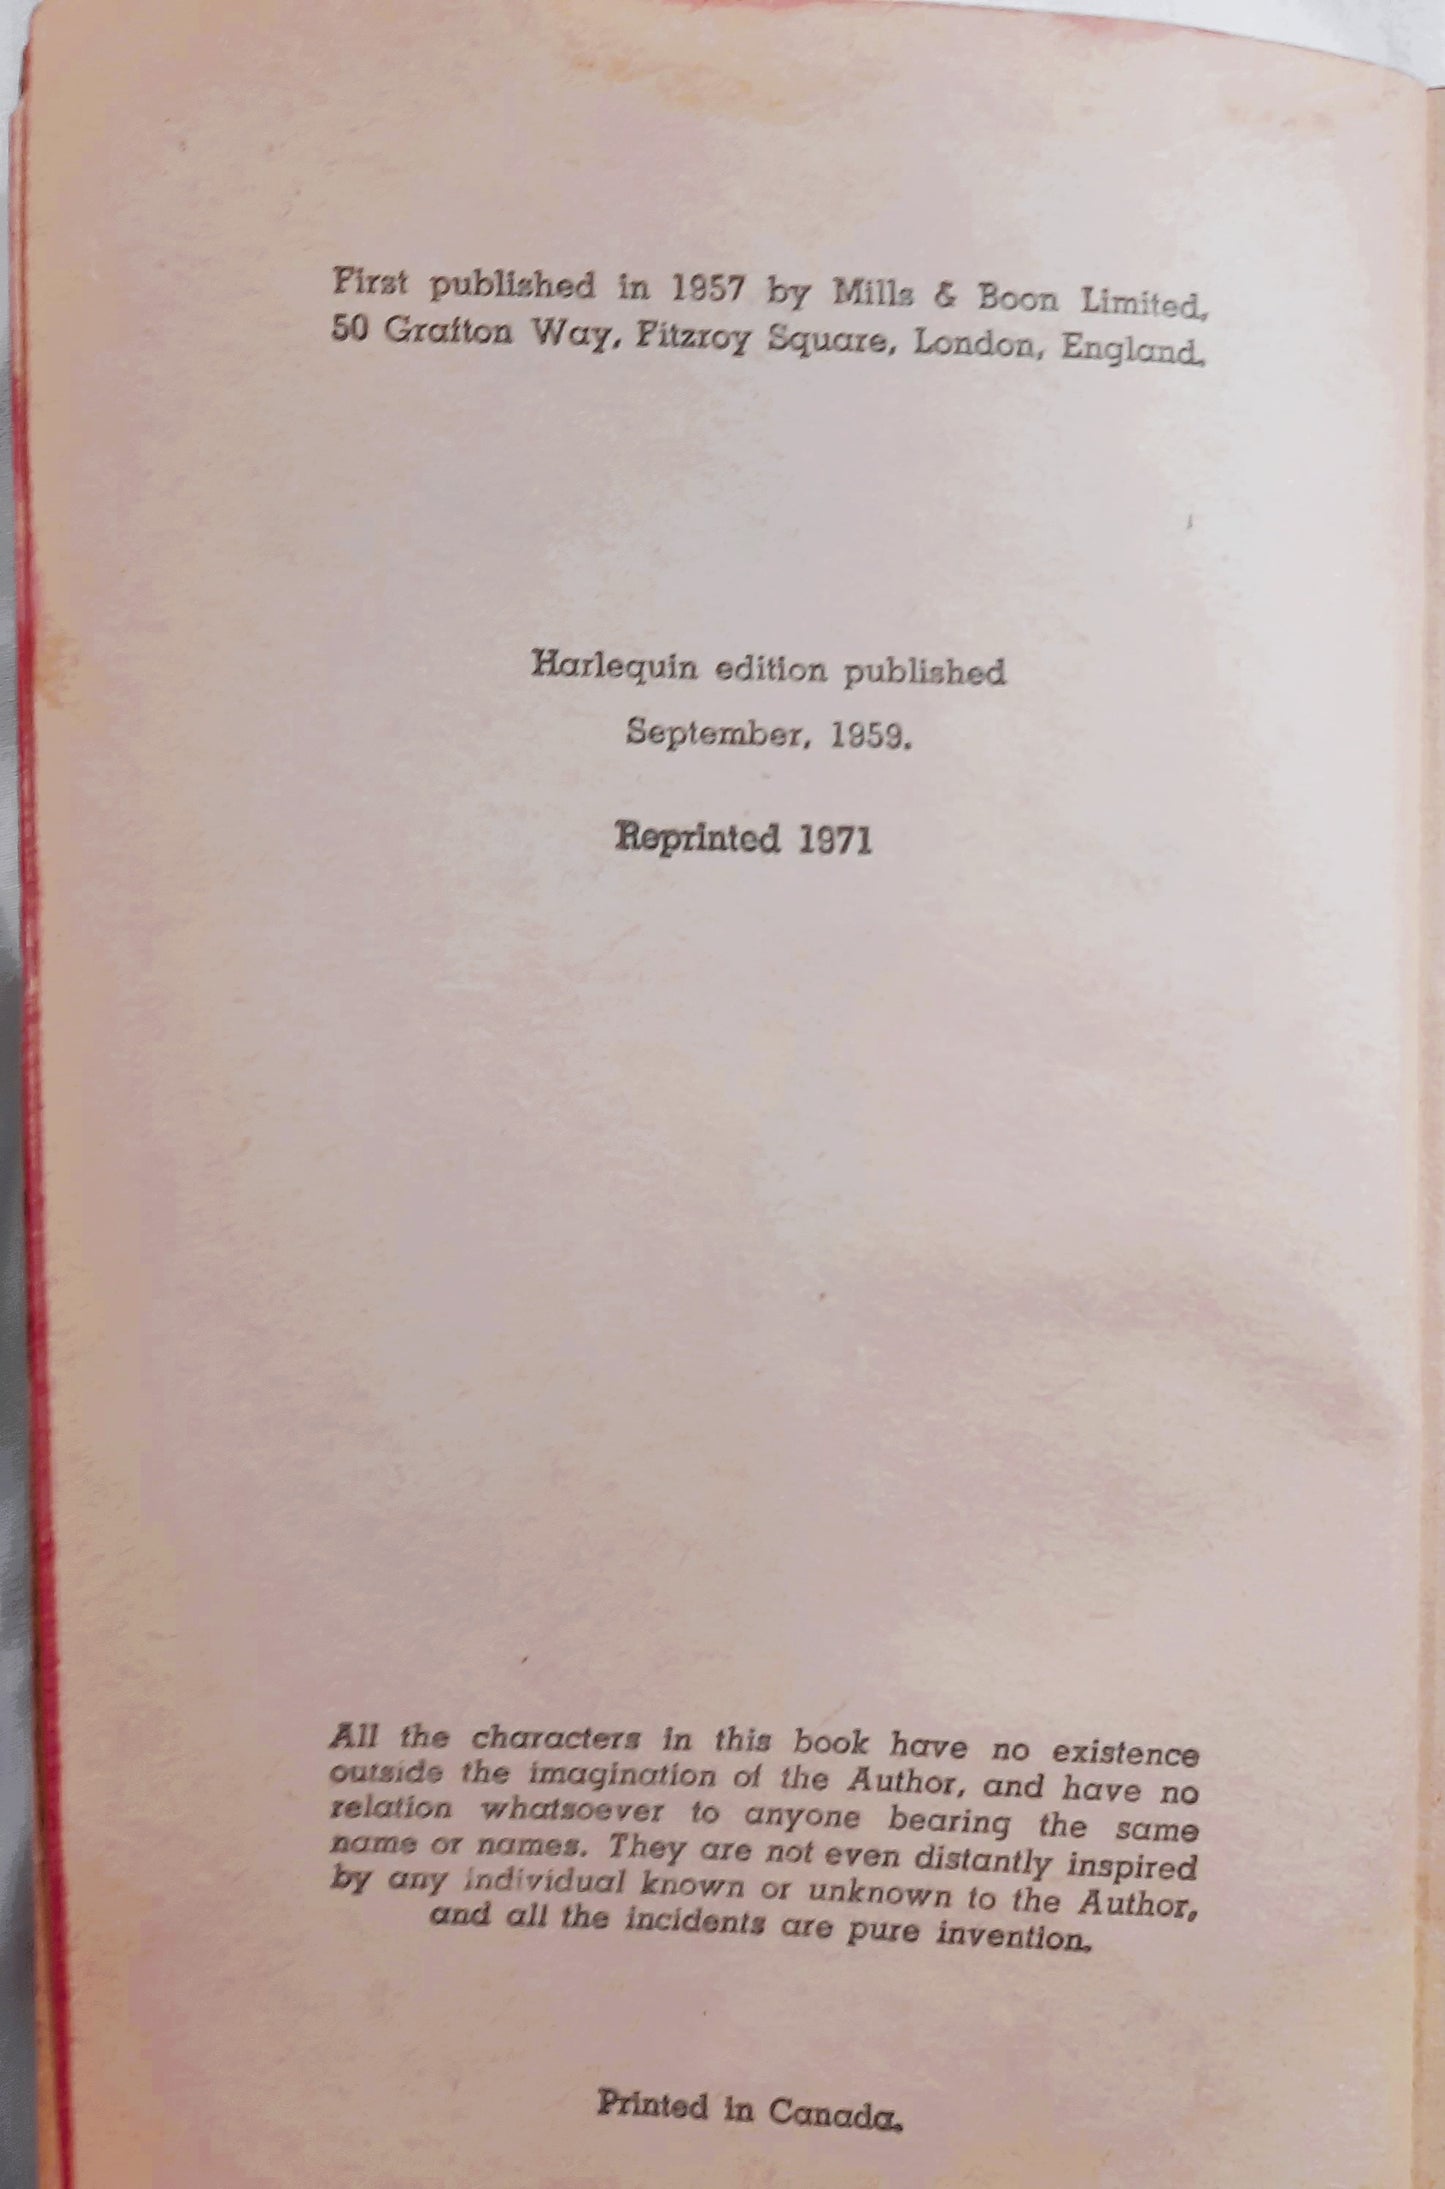 First published in 1957 by Mills & Boon Limited,
50 Grafton Way, Fitzroy Square, London, England.
Harlequin edition published
September, 1959.
Reprinted 1971
All the characters in this book have no existence
outside the imagination of the Author, and have no
relation whatsoever to anyone bearing the same
name or names. They are not even distantly inspired
by any individual known or unknown to the Author,
and all the incidents are pure invention.
Printed in Canada.